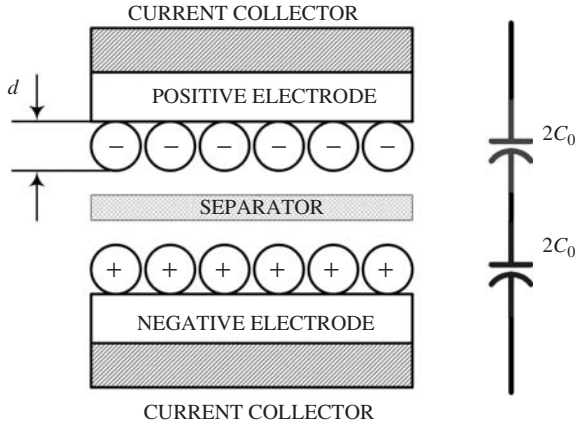 CURRENT COLLECTOR
d
POSITIVE ELECTRODE
− − − − − −
2C₀
SEPARATOR
2C₀
+ + + + + +
NEGATIVE ELECTRODE
CURRENT COLLECTOR